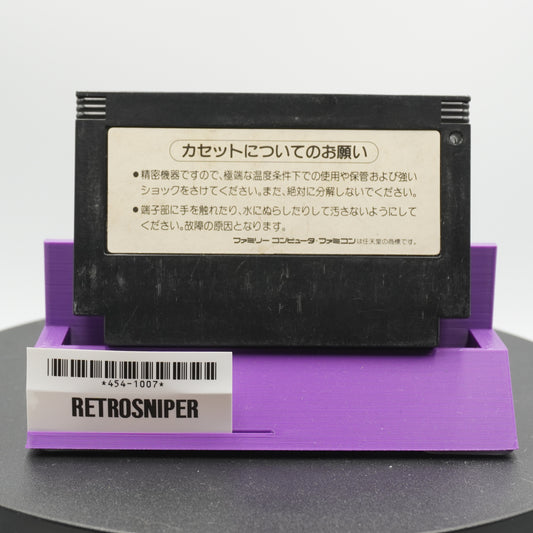 カセットについてのお願い
●精密機器ですので、極端な温度条件下での使用や保管および強い
ショックをさけてください。また、絶対に分解しないでください。
●端子部に手を触れたり、水にぬらしたりして汚さないようにして
ください。故障の原因となります。
ファミリー コンピュータ・ファミコンは任天堂の商標です。
*454-1007*
RETROSNIPER